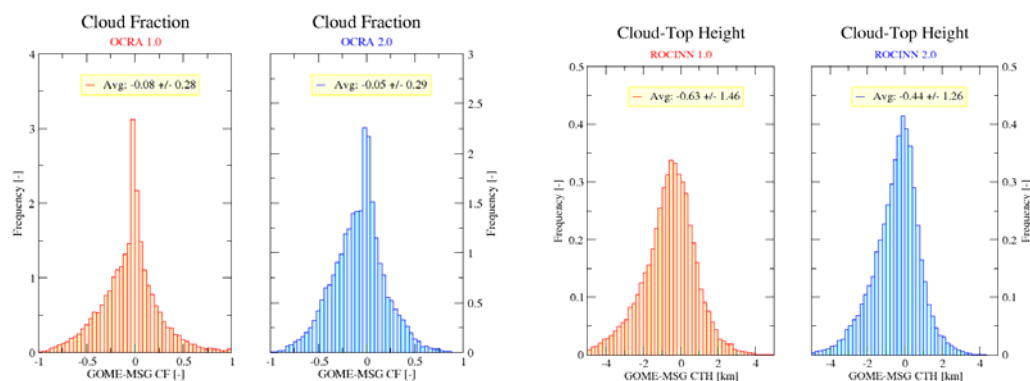 Cloud Fraction
OCRA 1.0
Avg: -0.08 +/- 0.28
4
3
2
1
0
Frequency [-]
-1
-0.5
0
0.5
1
GOME-MSG CF [-]
Cloud Fraction
OCRA 2.0
Avg: -0.05 +/- 0.29
3
2.5
2
1.5
1
0.5
0
Frequency [-]
-1
-0.5
0
0.5
1
GOME-MSG CF [-]
Cloud-Top Height
ROCINN 1.0
Avg: -0.63 +/- 1.46
0.5
0.4
0.3
0.2
0.1
0
Frequency [-]
-4
-2
0
2
4
GOME-MSG CTH [km]
Cloud-Top Height
ROCINN 2.0
Avg: -0.44 +/- 1.26
0.5
0.4
0.3
0.2
0.1
0
Frequency [-]
-4
-2
0
2
4
GOME-MSG CTH [km]